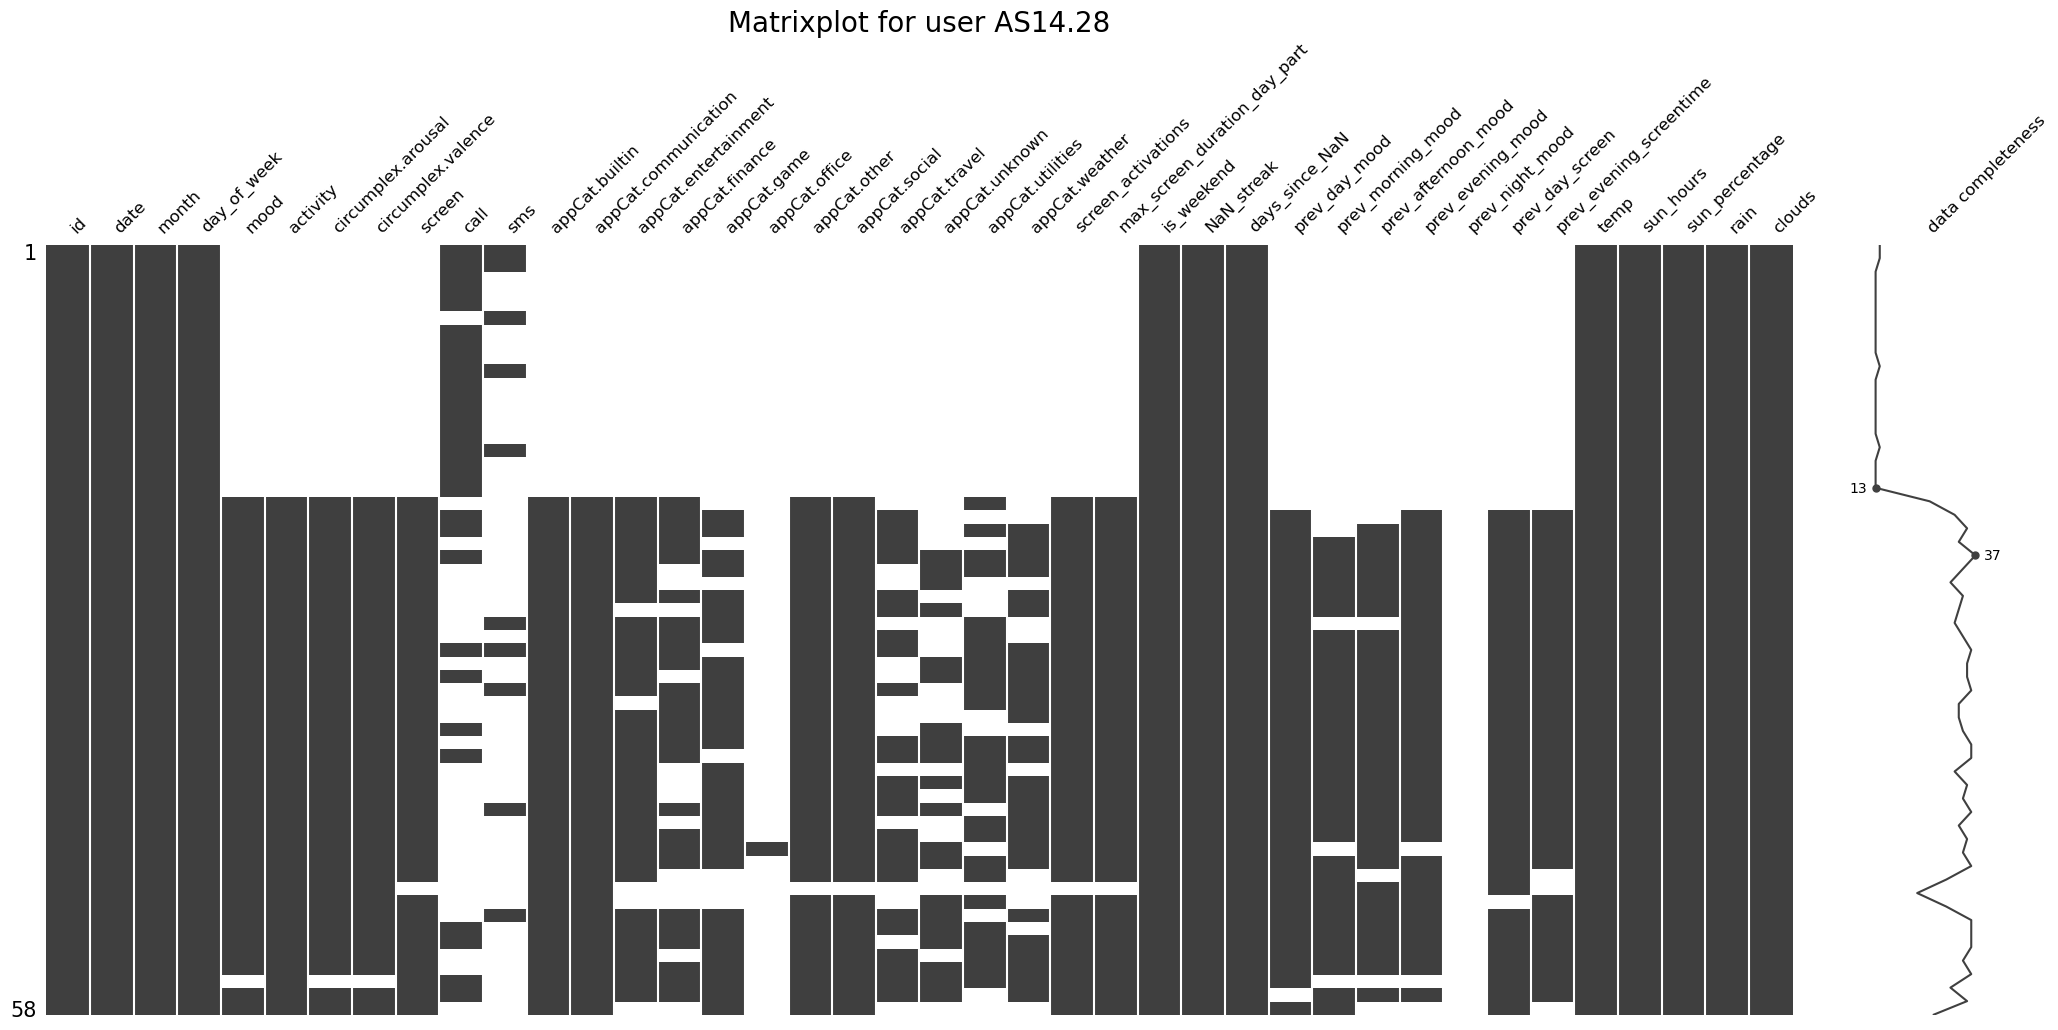 Matrixplot for user AS14.28
id
date
month
day_of_week
mood
activity
circumplex.arousal
circumplex.valence
screen
call
sms
appCat.builtin
appCat.communication
appCat.entertainment
appCat.finance
appCat.game
appCat.office
appCat.other
appCat.social
appCat.travel
appCat.unknown
appCat.utilities
appCat.weather
screen_activations
max_screen_duration_day_part
is_weekend
NaN_streak
days_since_NaN
prev_day_mood
prev_morning_mood
prev_afternoon_mood
prev_evening_mood
prev_night_mood
prev_day_screen
prev_evening_screentime
temp
sun_hours
sun_percentage
rain
clouds
data completeness
1
13
37
58